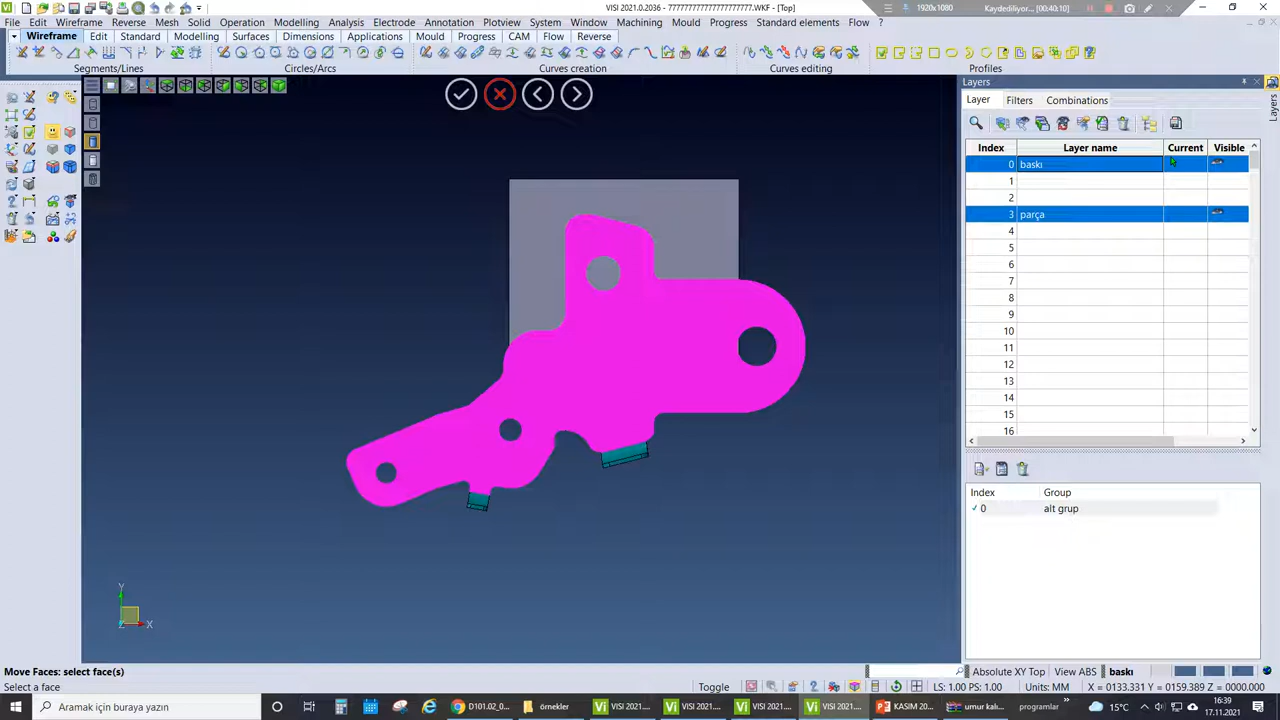 VISI 2021.0.2036 - 77777777777777777.WKF - [Top]
1920x1080
Kaydediliyor...
[00:40:10]
File Edit Wireframe Reverse Mesh Solid Operation Modelling Analysis Electrode Annotation Plotview System Window Machining Mould Progress Standard elements Flow ?
Wireframe Edit Standard Modelling Surfaces Dimensions Applications Mould Progress CAM Flow Reverse
Segments/Lines
Circles/Arcs
Curves creation
Curves editing
Profiles
Layers
Layer Filters Combinations
Layers
Index Layer name Current Visible
0 baskı
1
2
3 parça
4
5
6
7
8
9
10
11
12
13
14
15
16
Index Group
0 alt grup
Y
Z X
Move Faces: select face(s)
Absolute XY Top View ABS baskı
Select a face
Toggle
LS: 1.00 PS: 1.00 Units: MM X = 0133.331 Y = 0159.389 Z = 0000.000
Aramak için buraya yazın
D101.02_0...
örnekler
VISI 2021....
VISI 2021....
VISI 2021....
VISI 2021....
KASIM 20...
umur kalı...
programlar
15°C
16:39
17.11.2021